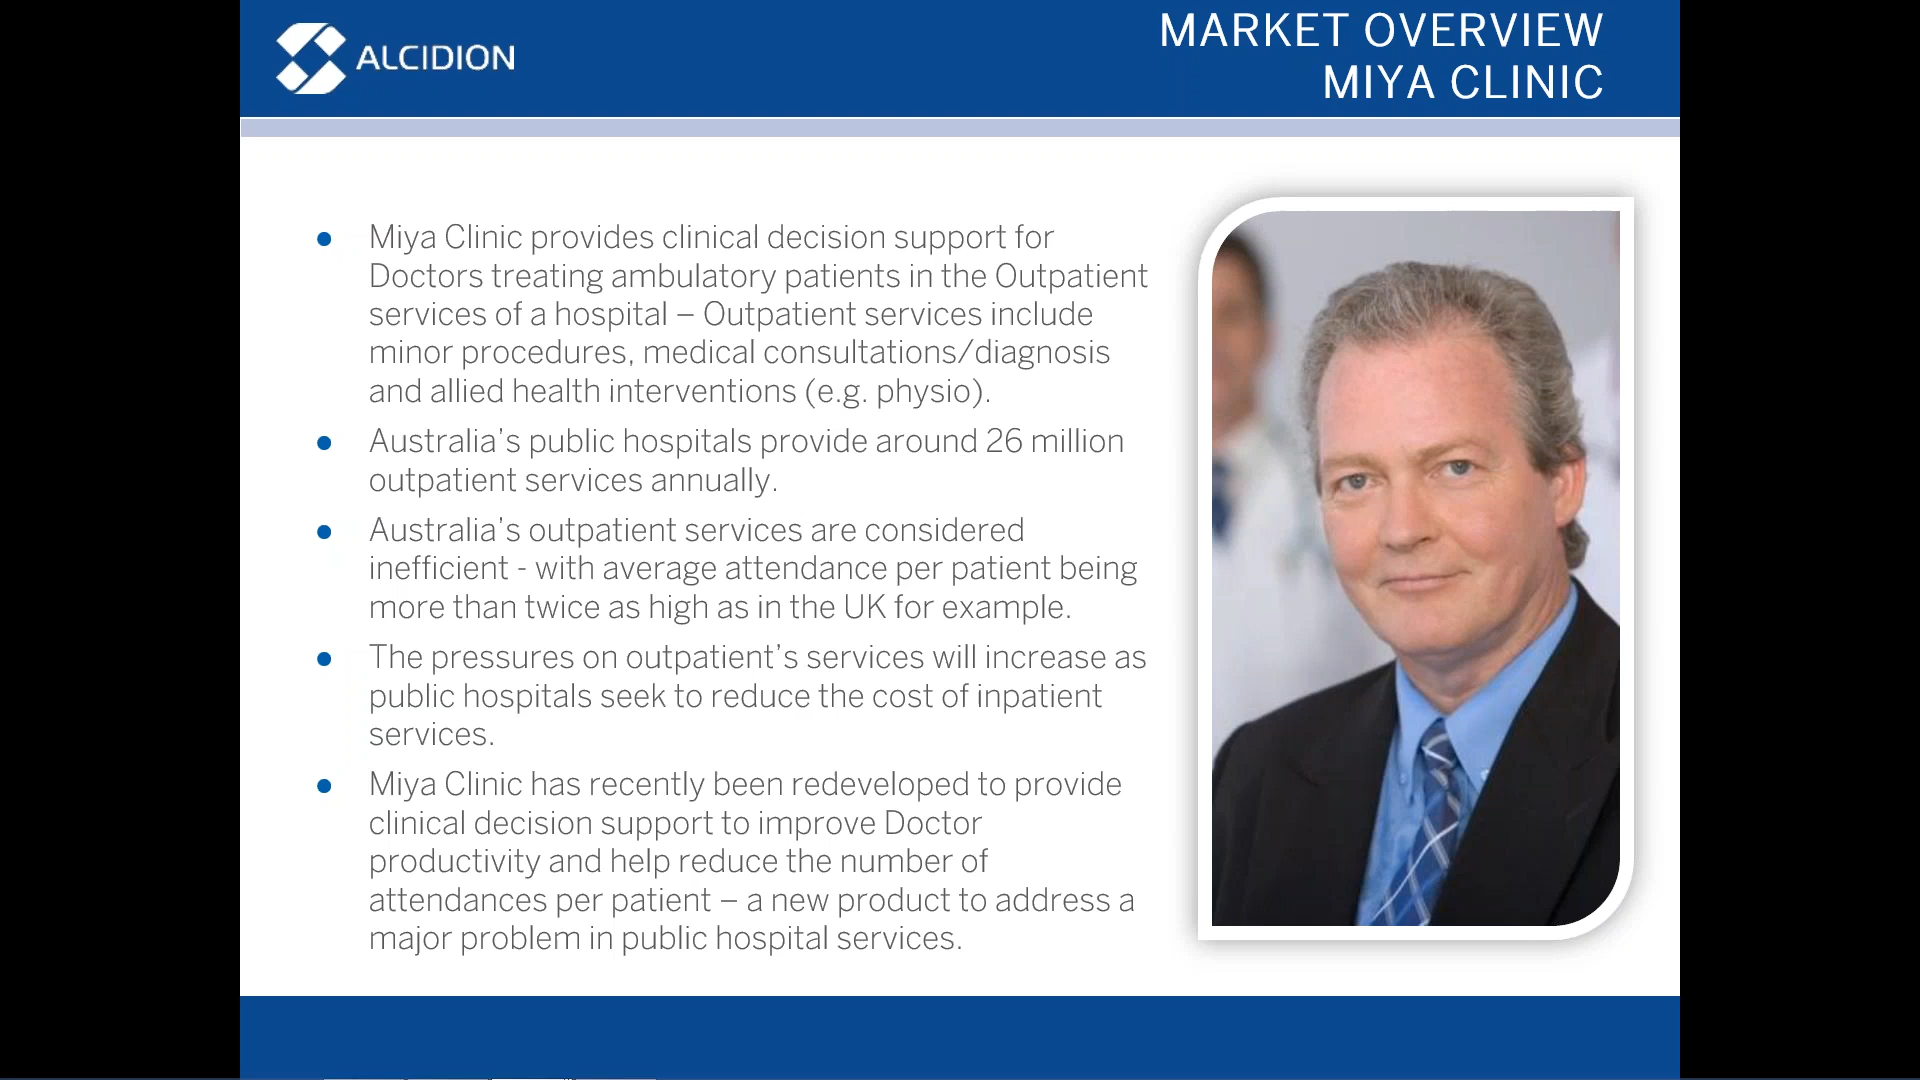 ALCIDION
MARKET OVERVIEW
MIYA CLINIC
● Miya Clinic provides clinical decision support for
Doctors treating ambulatory patients in the Outpatient
services of a hospital – Outpatient services include
minor procedures, medical consultations/diagnosis
and allied health interventions (e.g. physio).
● Australia’s public hospitals provide around 26 million
outpatient services annually.
● Australia’s outpatient services are considered
inefficient - with average attendance per patient being
more than twice as high as in the UK for example.
● The pressures on outpatient’s services will increase as
public hospitals seek to reduce the cost of inpatient
services.
● Miya Clinic has recently been redeveloped to provide
clinical decision support to improve Doctor
productivity and help reduce the number of
attendances per patient – a new product to address a
major problem in public hospital services.